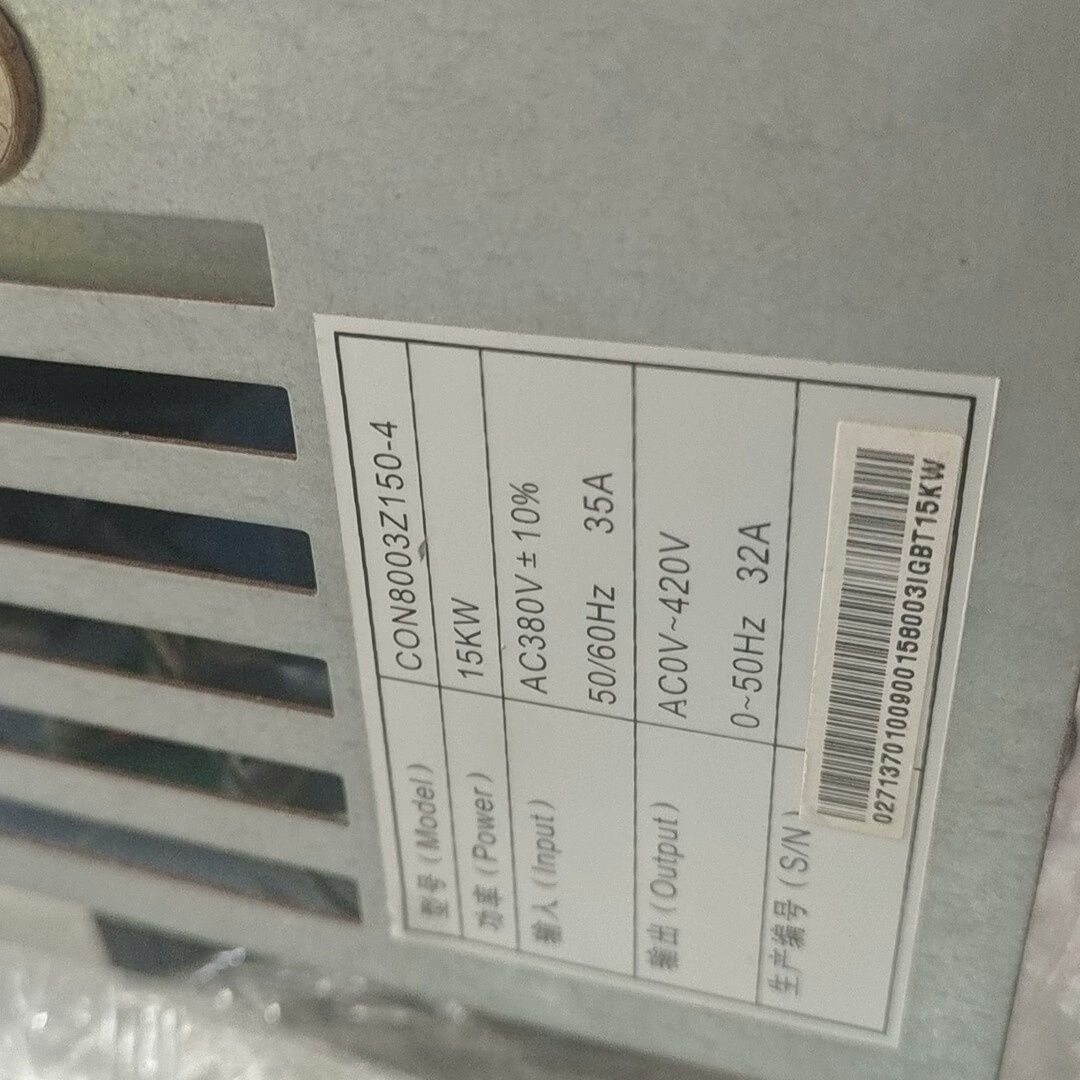 型号(Model) CON8003Z150-4
功率(Power) 15KW
输入(Input) AC380V±10%
50/60Hz 35A
输出(Output) AC0V~420V
0~50Hz 32A
生产编号(S/N)
02713701009001580031GBT15KW